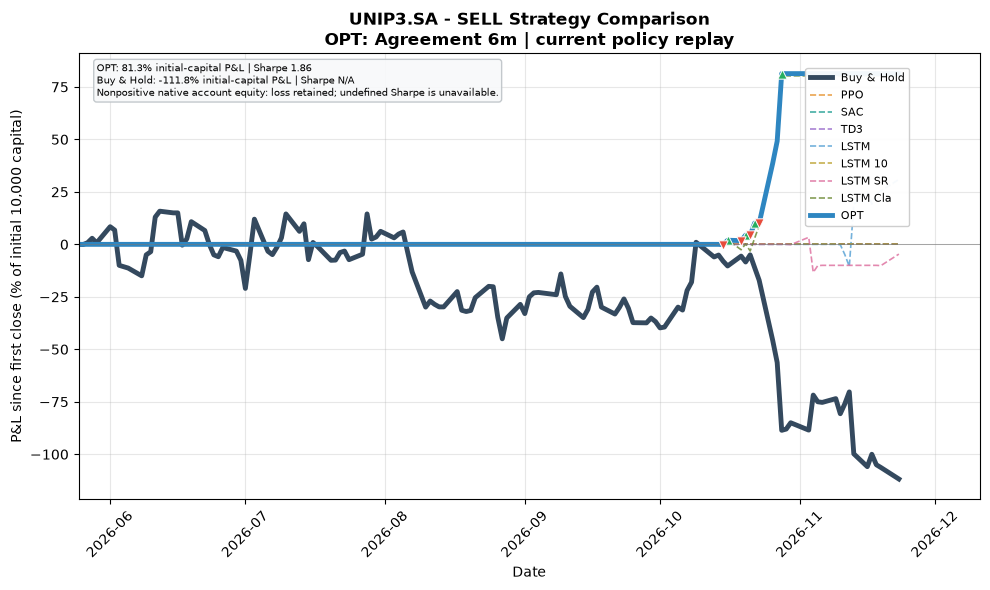 UNIP3.SA - SELL Strategy Comparison
OPT: Agreement 6m | current policy replay
OPT: 81.3% initial-capital P&L | Sharpe 1.86
Buy & Hold: -111.8% initial-capital P&L | Sharpe N/A
Nonpositive native account equity: loss retained; undefined Sharpe is unavailable.
Buy & Hold
PPO
SAC
TD3
LSTM
LSTM 10
LSTM SR
LSTM Cla
OPT
P&L since first close (% of initial 10,000 capital)
75
50
25
0
−25
−50
−75
−100
2026-06
2026-07
2026-08
2026-09
2026-10
2026-11
2026-12
Date